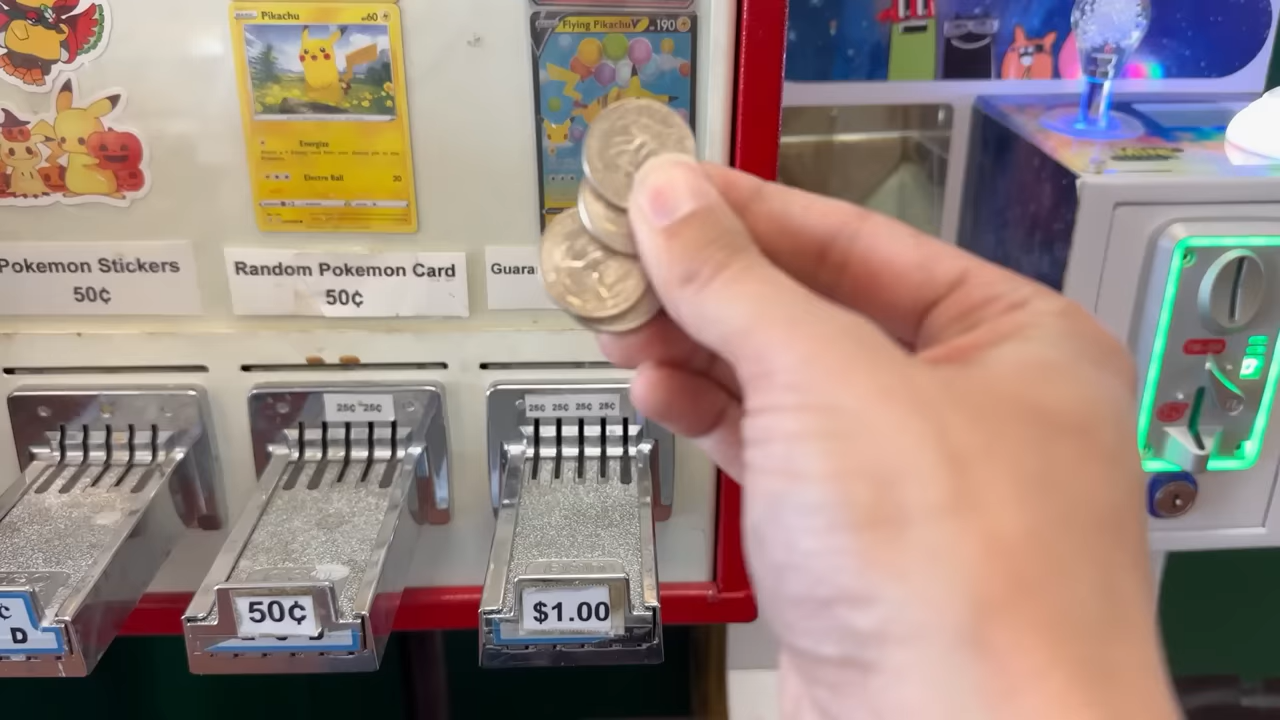 Pikachu
60
Energize
Electro Ball 20
Flying Pikachu V
190
Pokemon Stickers
50¢
Random Pokemon Card
50¢
Guara
25¢ 25¢
25¢ 25¢ 25¢ 25¢
¢
D
50¢
$1.00